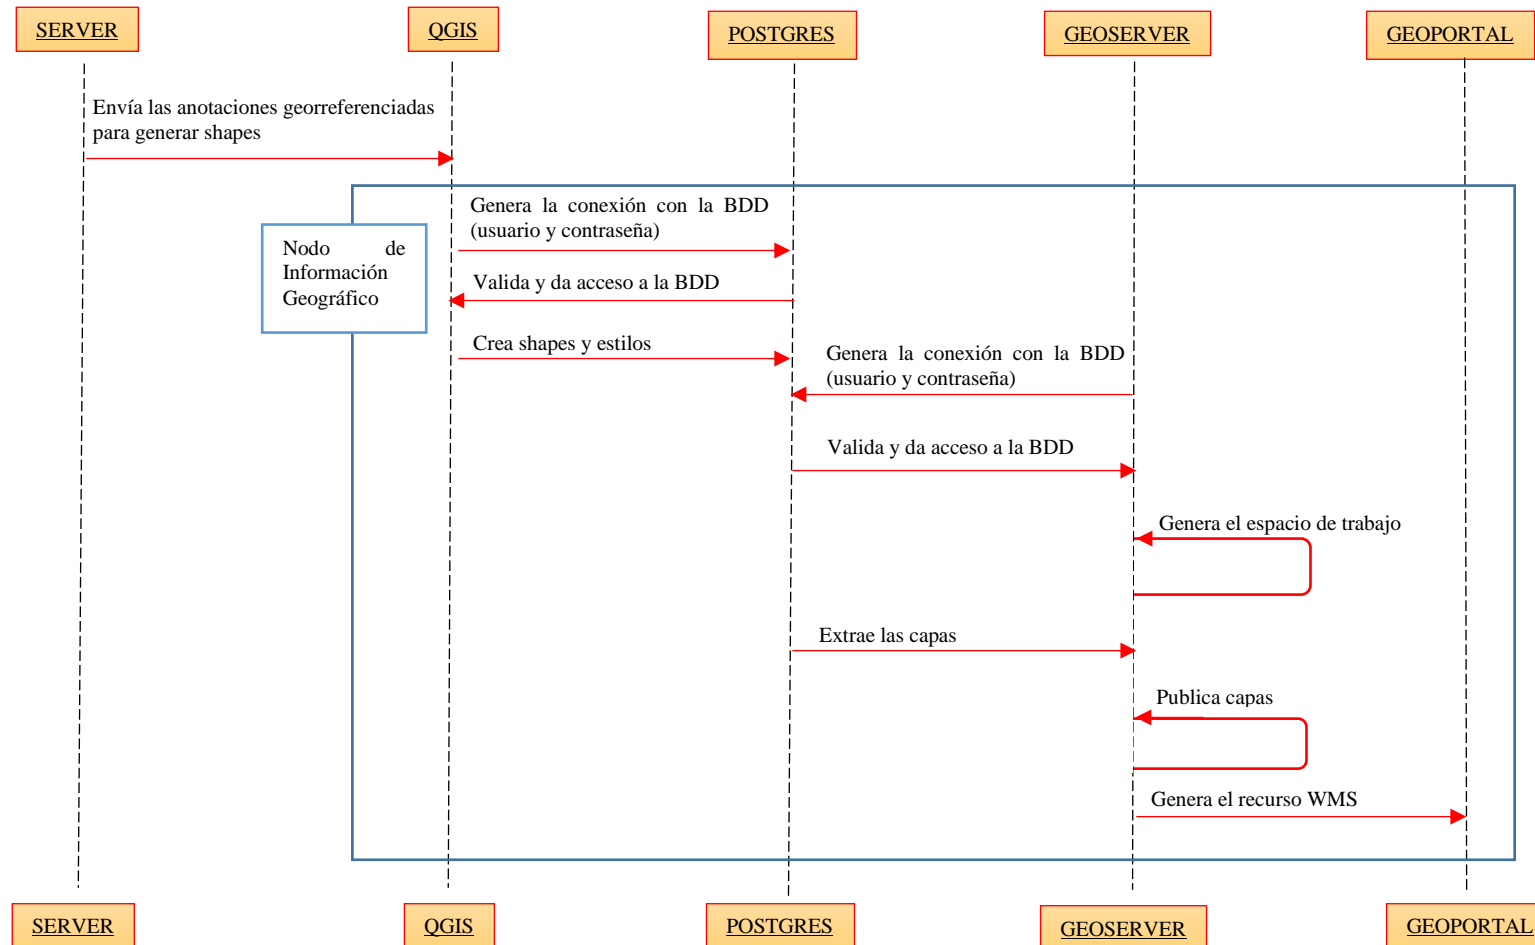 SERVER
QGIS
POSTGRES
GEOSERVER
GEOPORTAL
Envía las anotaciones georreferenciadas
para generar shapes
Genera la conexión con la BDD
(usuario y contraseña)
Nodo de
Información
Geográfico
Valida y da acceso a la BDD
Crea shapes y estilos
Genera la conexión con la BDD
(usuario y contraseña)
Valida y da acceso a la BDD
Genera el espacio de trabajo
Extrae las capas
Publica capas
Genera el recurso WMS
SERVER
QGIS
POSTGRES
GEOSERVER
GEOPORTAL